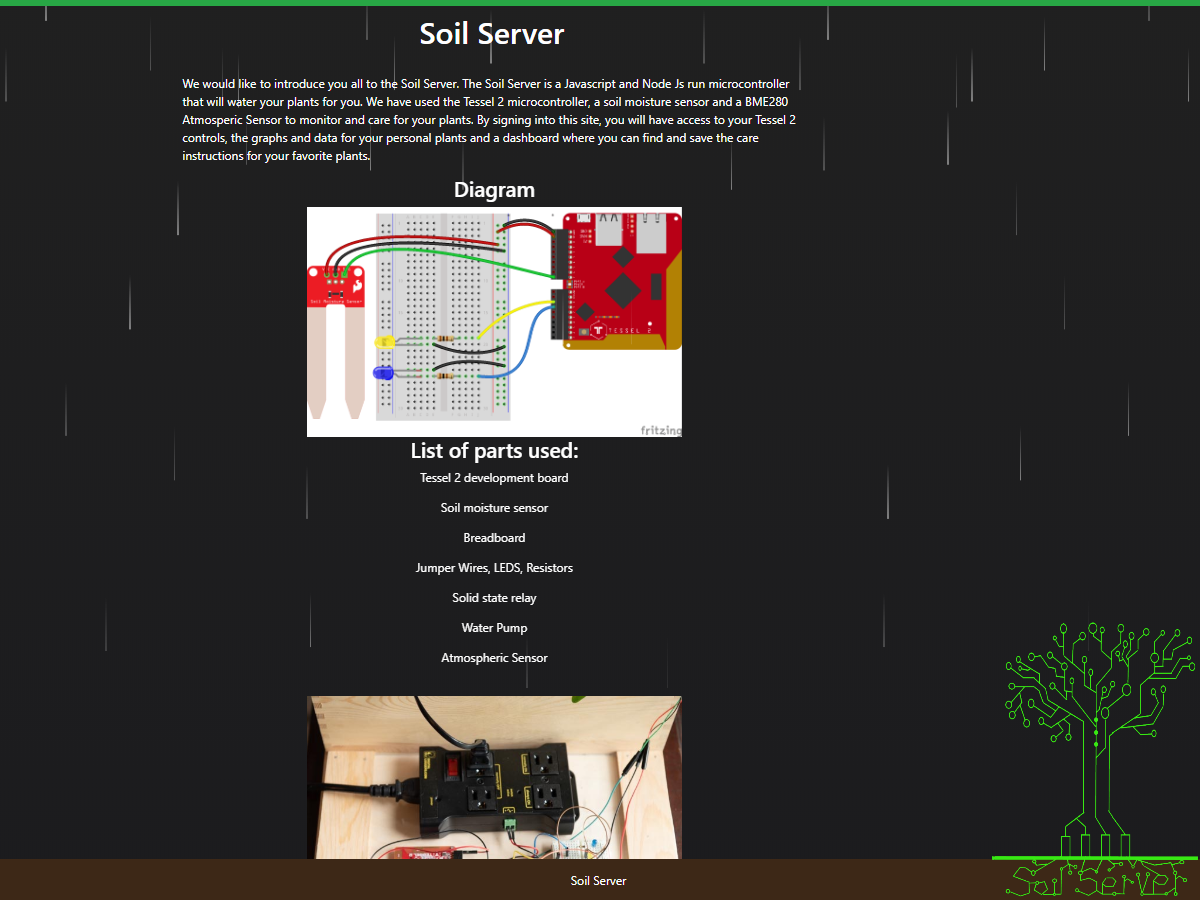 Soil Server
We would like to introduce you all to the Soil Server. The Soil Server is a Javascript and Node Js run microcontroller
that will water your plants for you. We have used the Tessel 2 microcontroller, a soil moisture sensor and a BME280
Atmosperic Sensor to monitor and care for your plants. By signing into this site, you will have access to your Tessel 2
controls, the graphs and data for your personal plants and a dashboard where you can find and save the care
instructions for your favorite plants.
Diagram
Soil Moisture Sensor
TESSEL 2
fritzing
List of parts used:
Tessel 2 development board
Soil moisture sensor
Breadboard
Jumper Wires, LEDS, Resistors
Solid state relay
Water Pump
Atmospheric Sensor
Soil Server
Soil Server